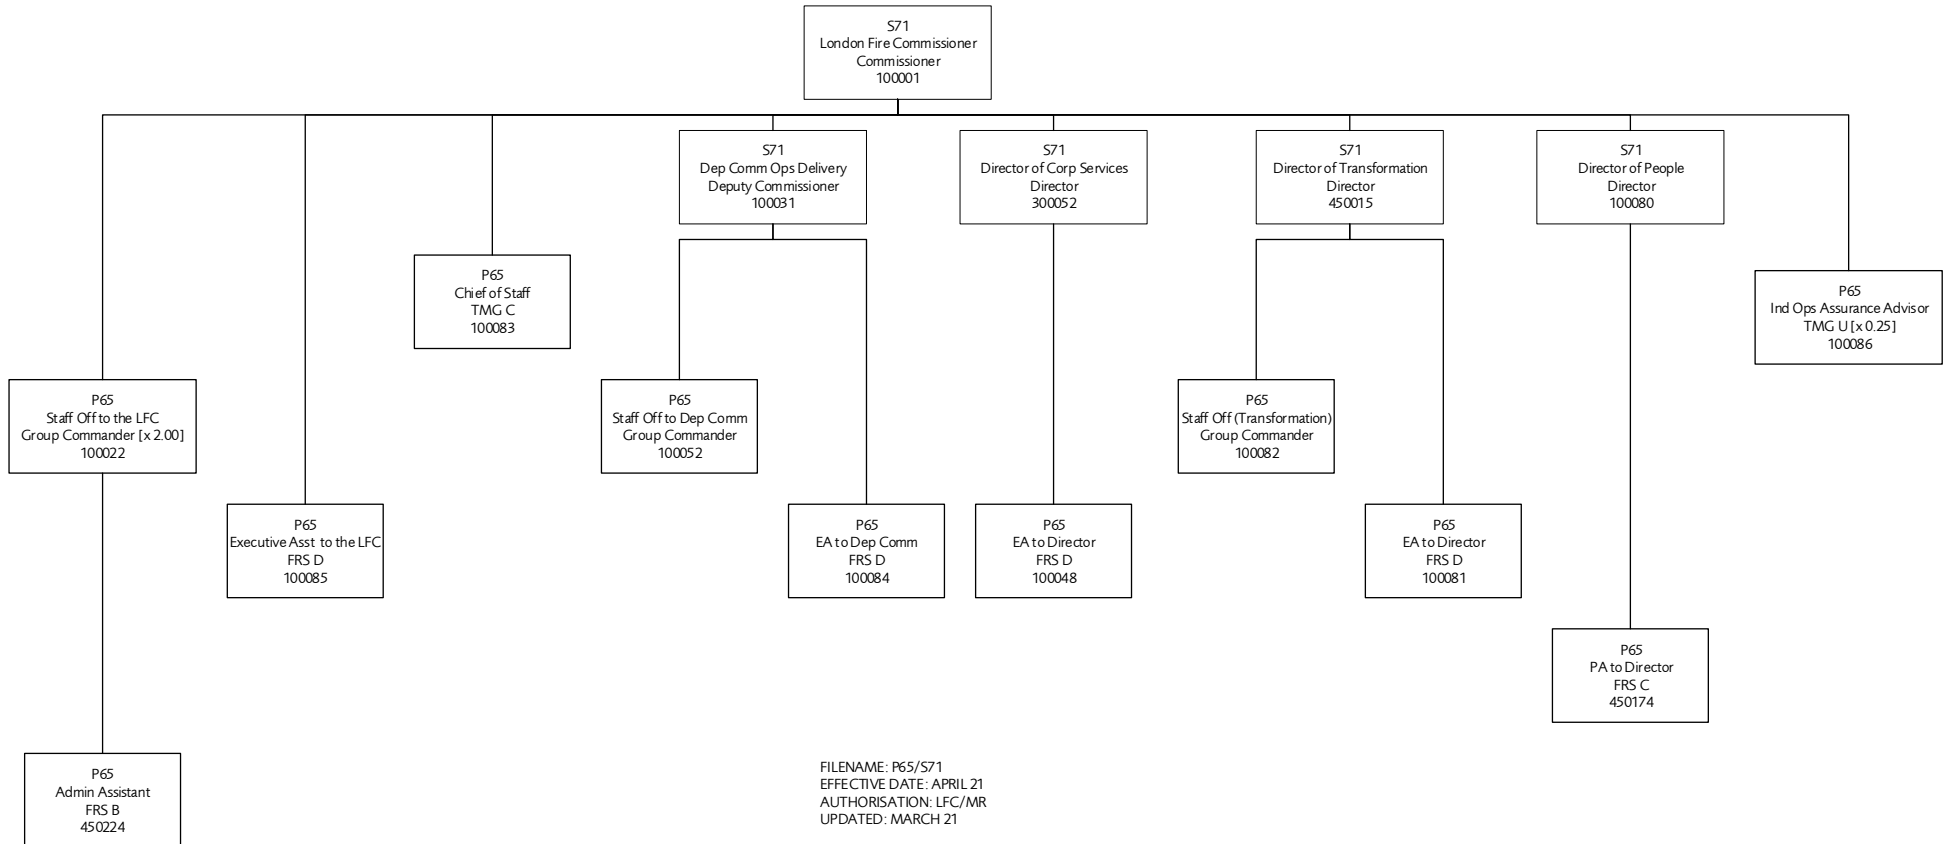 S71
London Fire Commissioner
Commissioner
100001
S71
Dep Comm Ops Delivery
Deputy Commissioner
100031
S71
Director of Corp Services
Director
300052
S71
Director of Transformation
Director
450015
S71
Director of People
Director
100080
P65
Chief of Staff
TMG C
100083
P65
Ind Ops Assurance Advisor
TMG U [x 0.25]
100086
P65
Staff Off to the LFC
Group Commander [x 2.00]
100022
P65
Staff Off to Dep Comm
Group Commander
100052
P65
Staff Off (Transformation)
Group Commander
100082
P65
Executive Asst to the LFC
FRS D
100085
P65
EA to Dep Comm
FRS D
100084
P65
EA to Director
FRS D
100048
P65
EA to Director
FRS D
100081
P65
PA to Director
FRS C
450174
P65
Admin Assistant
FRS B
450224
FILENAME: P65/S71
EFFECTIVE DATE: APRIL 21
AUTHORISATION: LFC/MR
UPDATED: MARCH 21